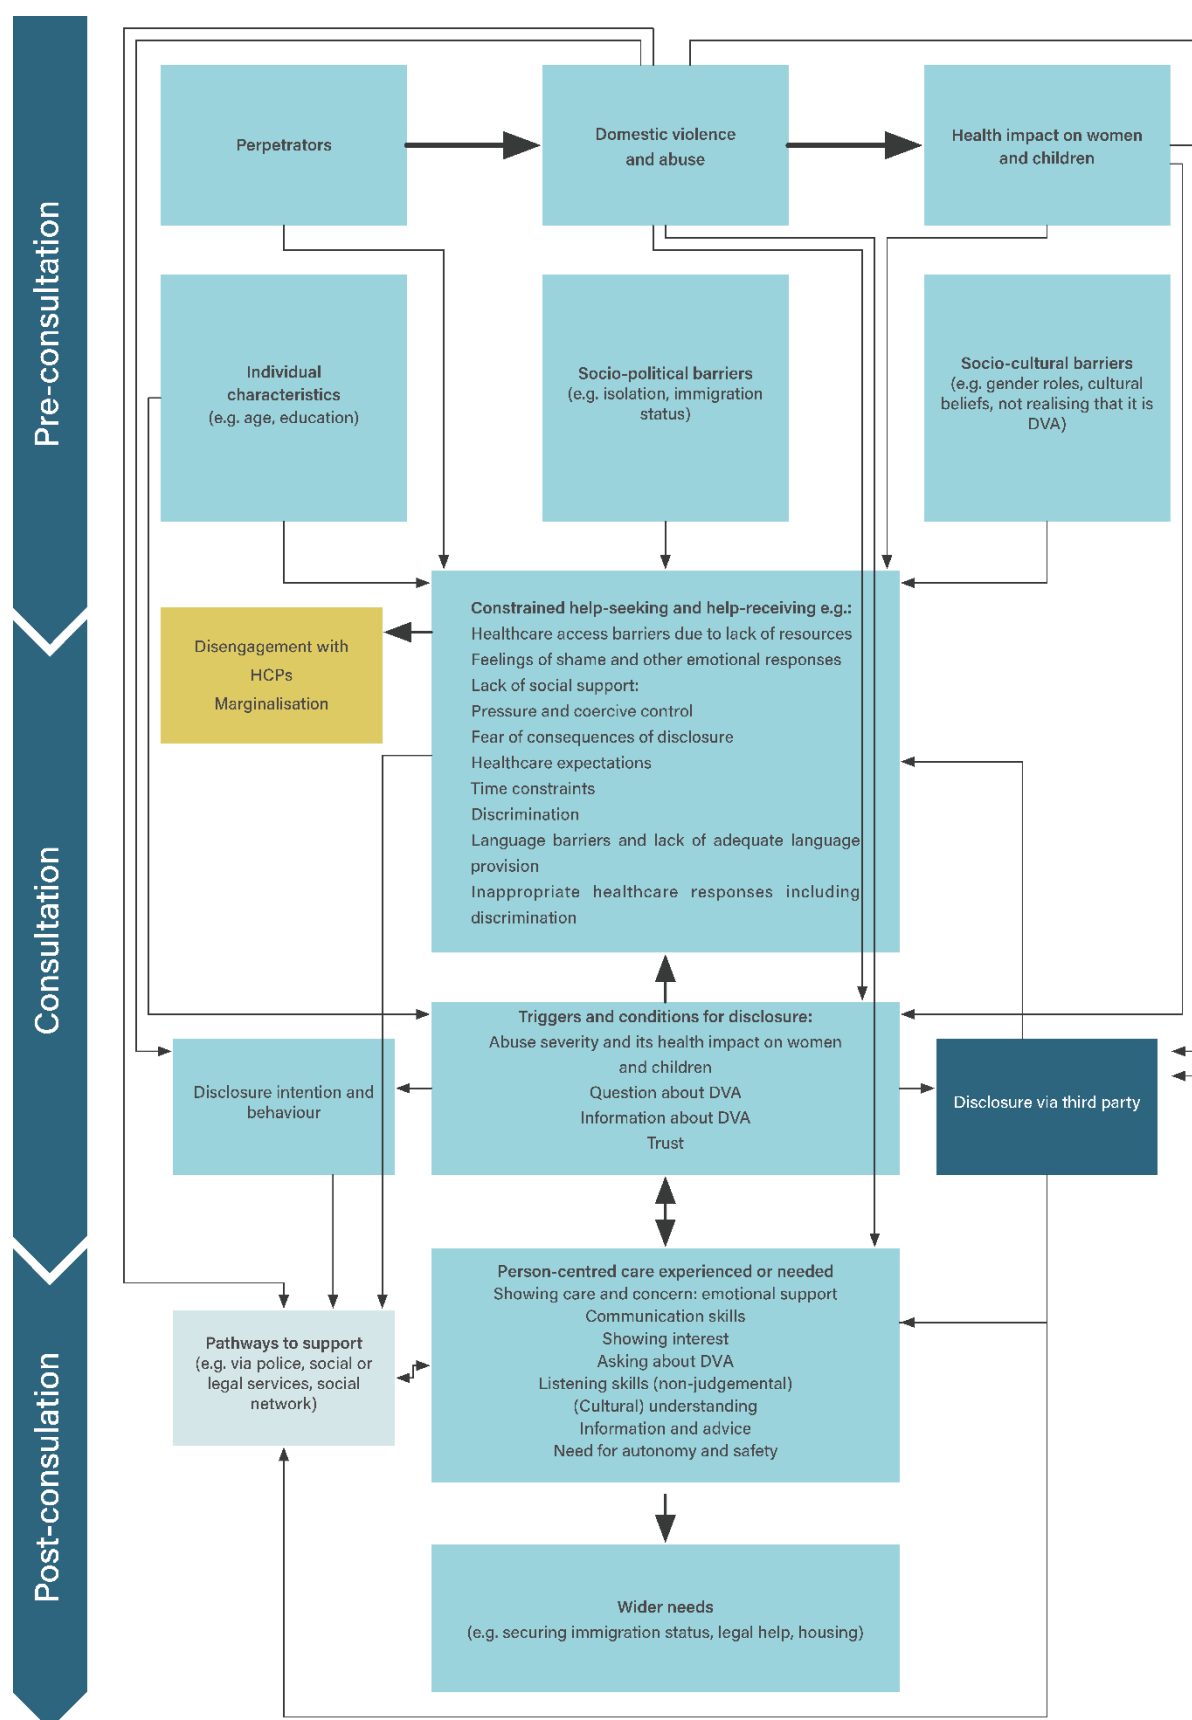 Pre-consultation
Perpetrators
Domestic violence
and abuse
Health impact on women
and children
Individual
characteristics
(e.g. age, education)
Socio-political barriers
(e.g. isolation, immigration
status)
Socio-cultural barriers
(e.g. gender roles, cultural
beliefs, not realising that it is
DVA)
Consultation
Disengagement with
HCPs
Marginalisation
Constrained help-seeking and help-receiving e.g.:
Healthcare access barriers due to lack of resources
Feelings of shame and other emotional responses
Lack of social support:
Pressure and coercive control
Fear of consequences of disclosure
Healthcare expectations
Time constraints
Discrimination
Language barriers and lack of adequate language
provision
Inappropriate healthcare responses including
discrimination
Disclosure intention and
behaviour
Triggers and conditions for disclosure:
Abuse severity and its health impact on women
and children
Question about DVA
Information about DVA
Trust
Disclosure via third party
Post-consulation
Pathways to support
(e.g. via police, social or
legal services, social
network)
Person-centred care experienced or needed
Showing care and concern: emotional support
Communication skills
Showing interest
Asking about DVA
Listening skills (non-judgemental)
(Cultural) understanding
Information and advice
Need for autonomy and safety
Wider needs
(e.g. securing immigration status, legal help, housing)